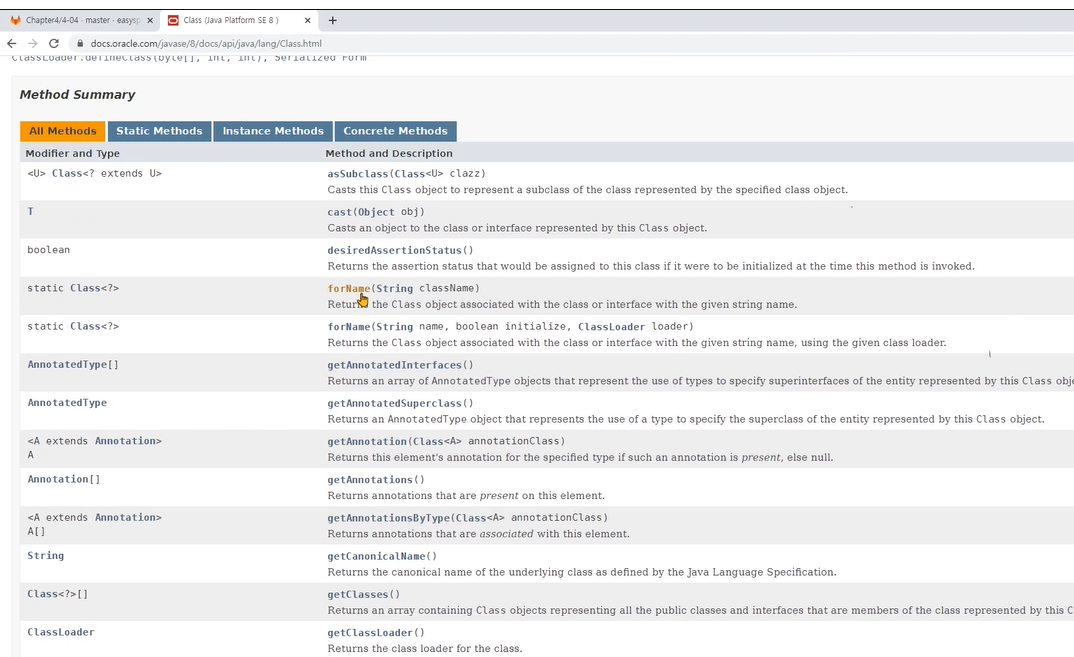 Chapter4/4-04 · master · easysp
Class (Java Platform SE 8 )
docs.oracle.com/javase/8/docs/api/java/lang/Class.html
ClassLoader.defineClass(byte[], int, int), Serialized Form
Method Summary
All Methods Static Methods Instance Methods Concrete Methods
Modifier and Type Method and Description
<U> Class<? extends U> asSubclass(Class<U> clazz)
Casts this Class object to represent a subclass of the class represented by the specified class object.
T cast(Object obj)
Casts an object to the class or interface represented by this Class object.
boolean desiredAssertionStatus()
Returns the assertion status that would be assigned to this class if it were to be initialized at the time this method is invoked.
static Class<?> forName(String className)
Returns the Class object associated with the class or interface with the given string name.
static Class<?> forName(String name, boolean initialize, ClassLoader loader)
Returns the Class object associated with the class or interface with the given string name, using the given class loader.
AnnotatedType[] getAnnotatedInterfaces()
Returns an array of AnnotatedType objects that represent the use of types to specify superinterfaces of the entity represented by this Class obje
AnnotatedType getAnnotatedSuperclass()
Returns an AnnotatedType object that represents the use of a type to specify the superclass of the entity represented by this Class object.
<A extends Annotation> getAnnotation(Class<A> annotationClass)
A Returns this element's annotation for the specified type if such an annotation is present, else null.
Annotation[] getAnnotations()
Returns annotations that are present on this element.
<A extends Annotation> getAnnotationsByType(Class<A> annotationClass)
A[] Returns annotations that are associated with this element.
String getCanonicalName()
Returns the canonical name of the underlying class as defined by the Java Language Specification.
Class<?>[] getClasses()
Returns an array containing Class objects representing all the public classes and interfaces that are members of the class represented by this C
ClassLoader getClassLoader()
Returns the class loader for the class.